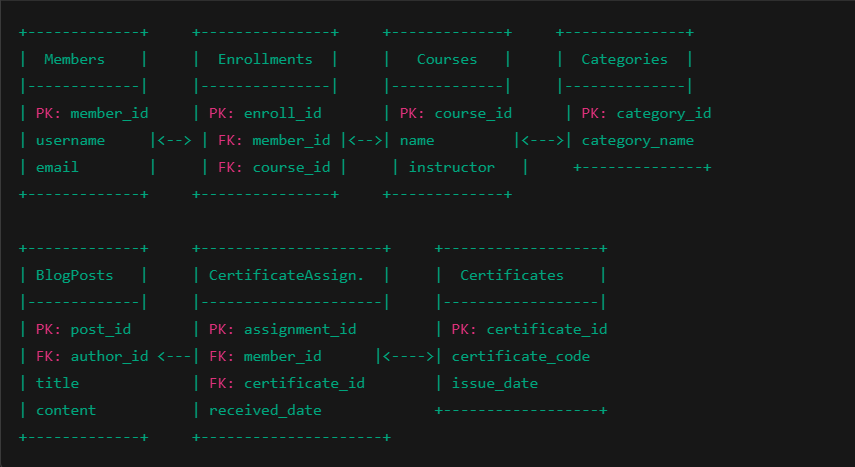 +-------------+     +---------------+     +-------------+     +--------------+
|  Members    |     |  Enrollments  |     |   Courses   |     |  Categories  |
|-------------|     |---------------|     |-------------|     |--------------|
| PK: member_id     | PK: enroll_id       | PK: course_id      | PK: category_id
| username     |<--> | FK: member_id |<-->| name         |<--->| category_name
| email        |     | FK: course_id |     | instructor   |     +--------------+
+-------------+     +---------------+     +-------------+
+-------------+     +---------------------+     +------------------+
| BlogPosts   |     | CertificateAssign.  |     |  Certificates    |
|-------------|     |---------------------|     |------------------|
| PK: post_id       | PK: assignment_id         | PK: certificate_id
| FK: author_id <---| FK: member_id      |<---->| certificate_code
| title             | FK: certificate_id        | issue_date
| content           | received_date             +------------------+
+-------------+     +---------------------+